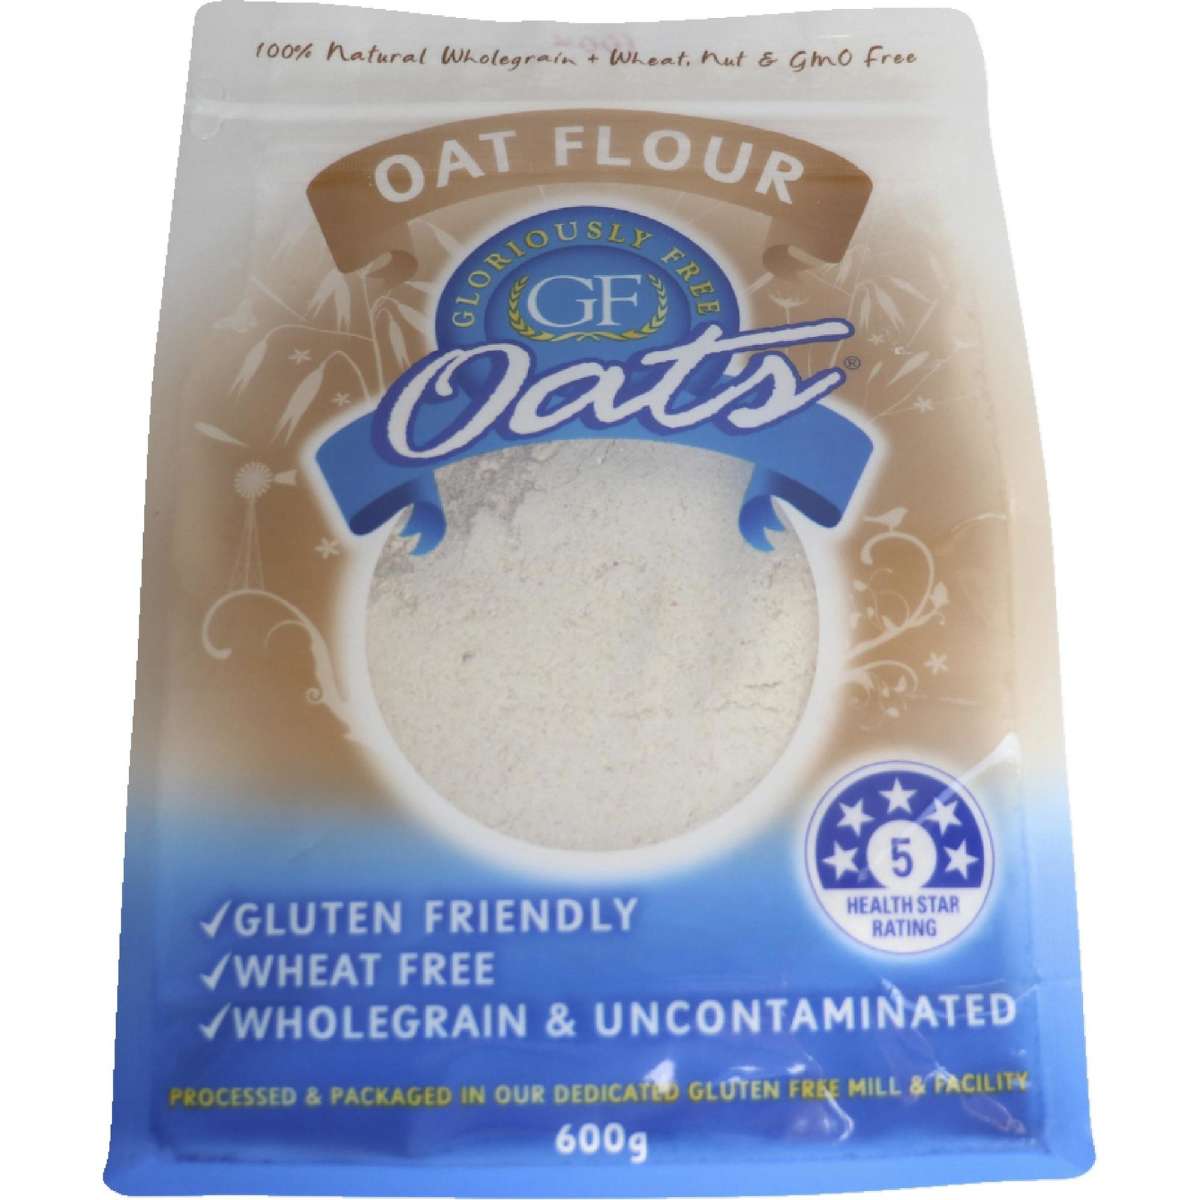 100% Natural Wholegrain + Wheat, Nut & GMO Free
OAT FLOUR
GLORIOUSLY FREE
GF
Oats®
5
HEALTH STAR
RATING
✓GLUTEN FRIENDLY
✓WHEAT FREE
✓WHOLEGRAIN & UNCONTAMINATED
PROCESSED & PACKAGED IN OUR DEDICATED GLUTEN FREE MILL & FACILITY
600g